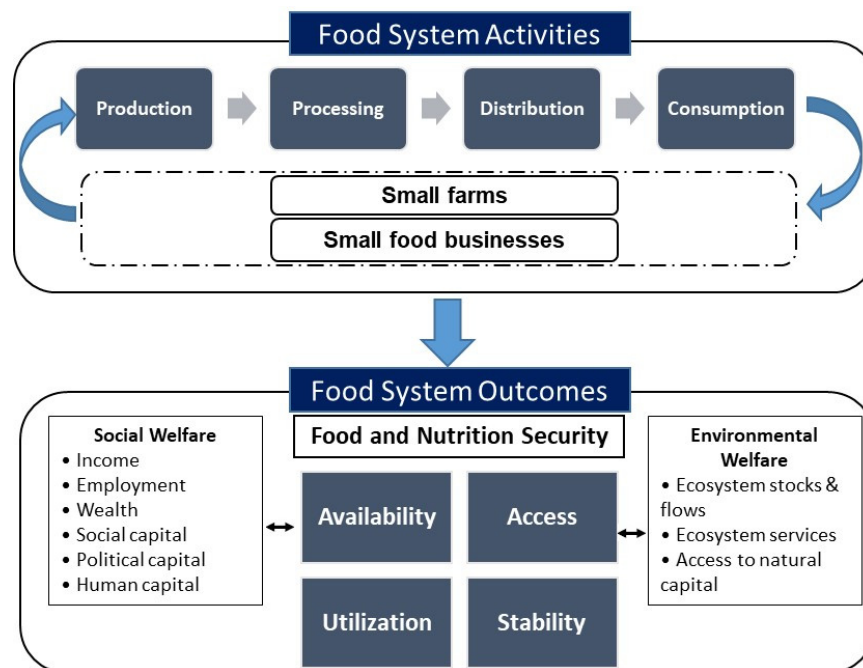 Food System Activities
Production
Processing
Distribution
Consumption
Small farms
Small food businesses
Food System Outcomes
Social Welfare
• Income
• Employment
• Wealth
• Social capital
• Political capital
• Human capital
Food and Nutrition Security
Availability
Access
Utilization
Stability
Environmental
Welfare
• Ecosystem stocks &
flows
• Ecosystem services
• Access to natural
capital